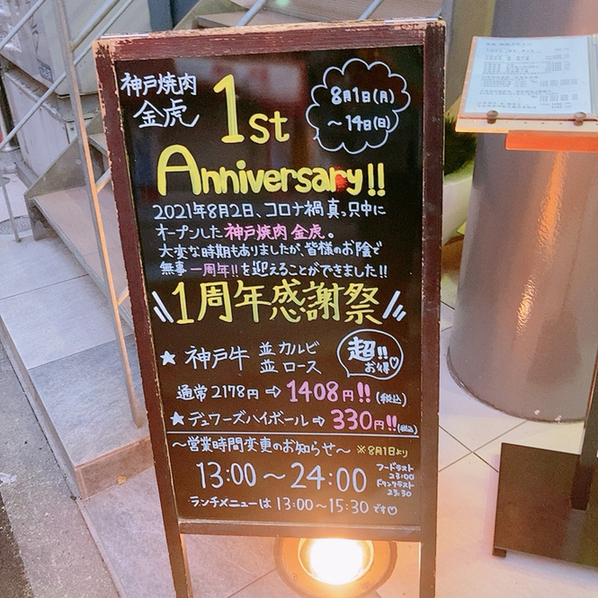 神戸焼肉
金虎
1st
Anniversary!!
8月1日(月)
～14日(日)
2021年8月2日、コロナ禍真っ只中に
オープンした神戸焼肉 金虎。
大変な時期もありましたが、皆様のお陰で
無事一周年!!を迎えることができました!!
1周年感謝祭
★ 神戸牛 並カルビ
並ロース
超!!
お得♡
通常2178円⇨1408円!!(税込)
★デュワーズハイボール⇨330円!!(税込)
～営業時間変更のお知らせ～ ※8月1日より
13:00～24:00
フードラスト
23:00
ドリンクラスト
23:30
ランチメニューは13:00～15:30です♡